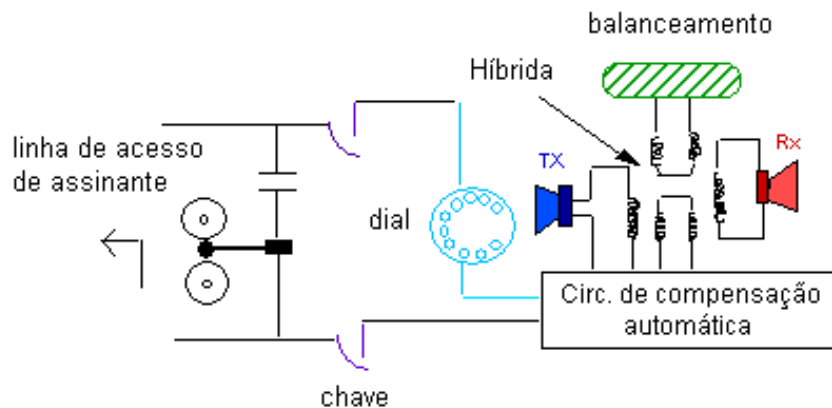 balanceamento
Híbrida
linha de acesso
de assinante
TX
Rx
dial
Circ. de compensação
automática
chave